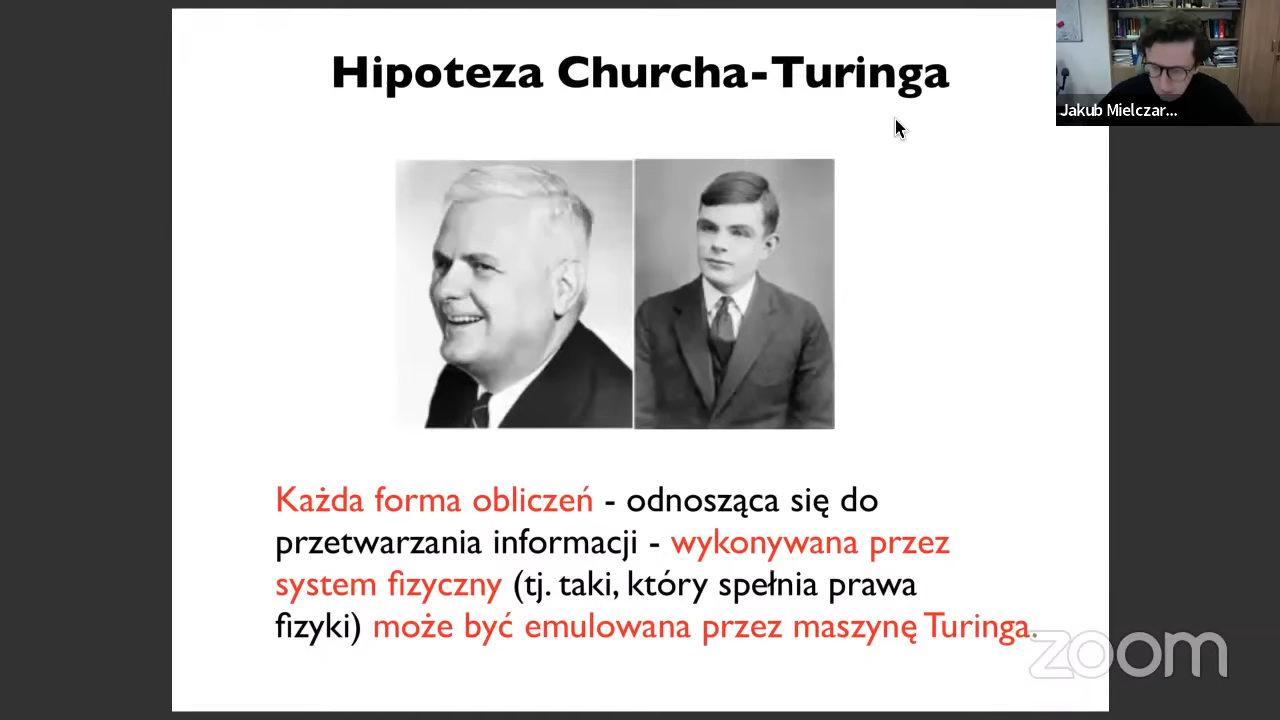 Hipoteza Churcha-Turinga
Jakub Mielczar...
Każda forma obliczeń - odnosząca się do
przetwarzania informacji - wykonywana przez
system fizyczny (tj. taki, który spełnia prawa
fizyki) może być emulowana przez maszynę Turinga.
zoom